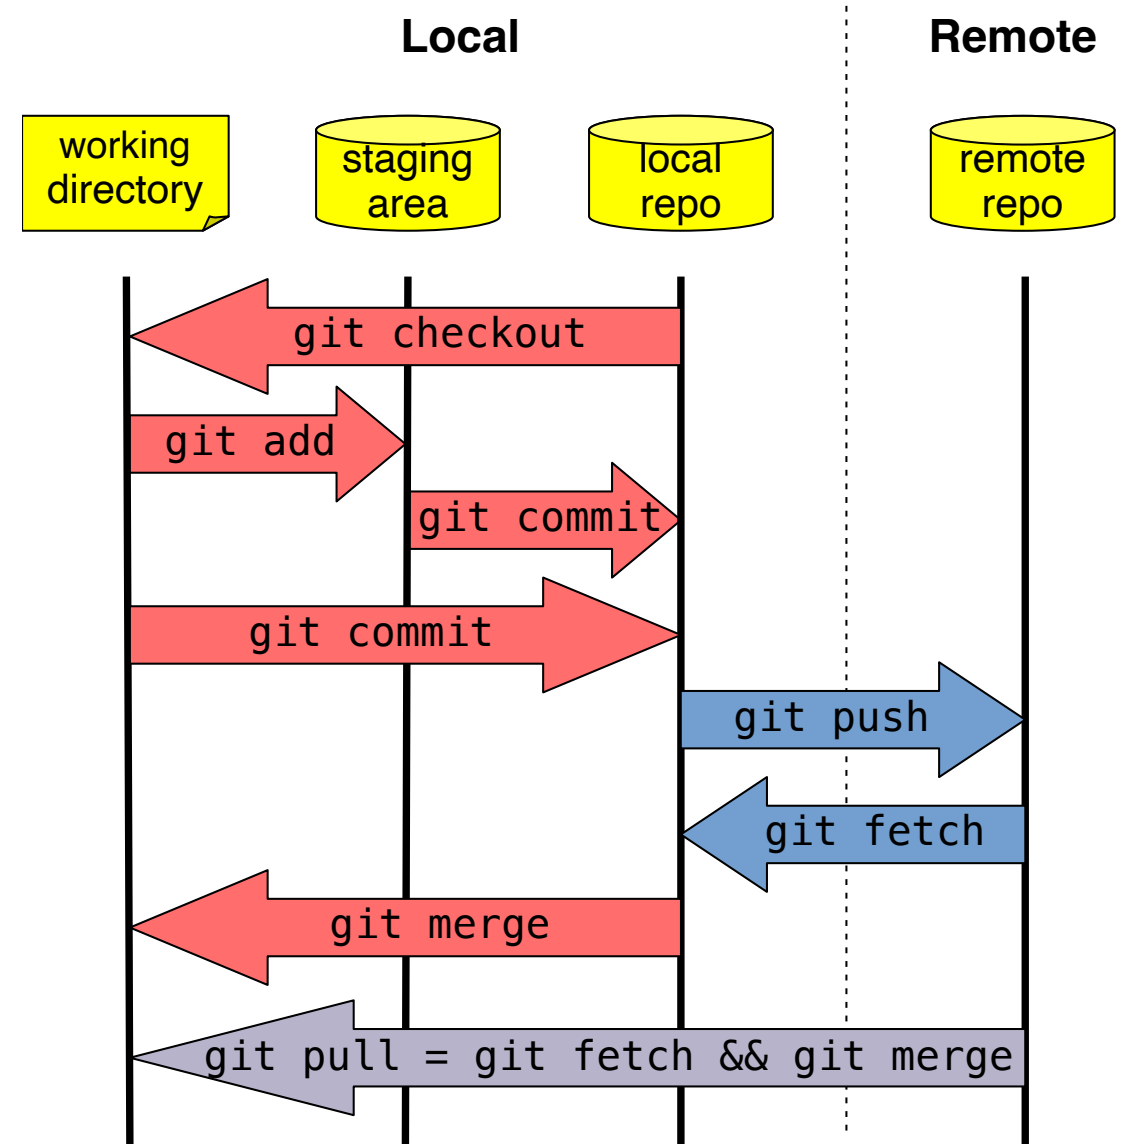 Local
Remote
working
directory
staging
area
local
repo
remote
repo
git checkout
git add
git commit
git commit
git push
git fetch
git merge
git pull = git fetch && git merge